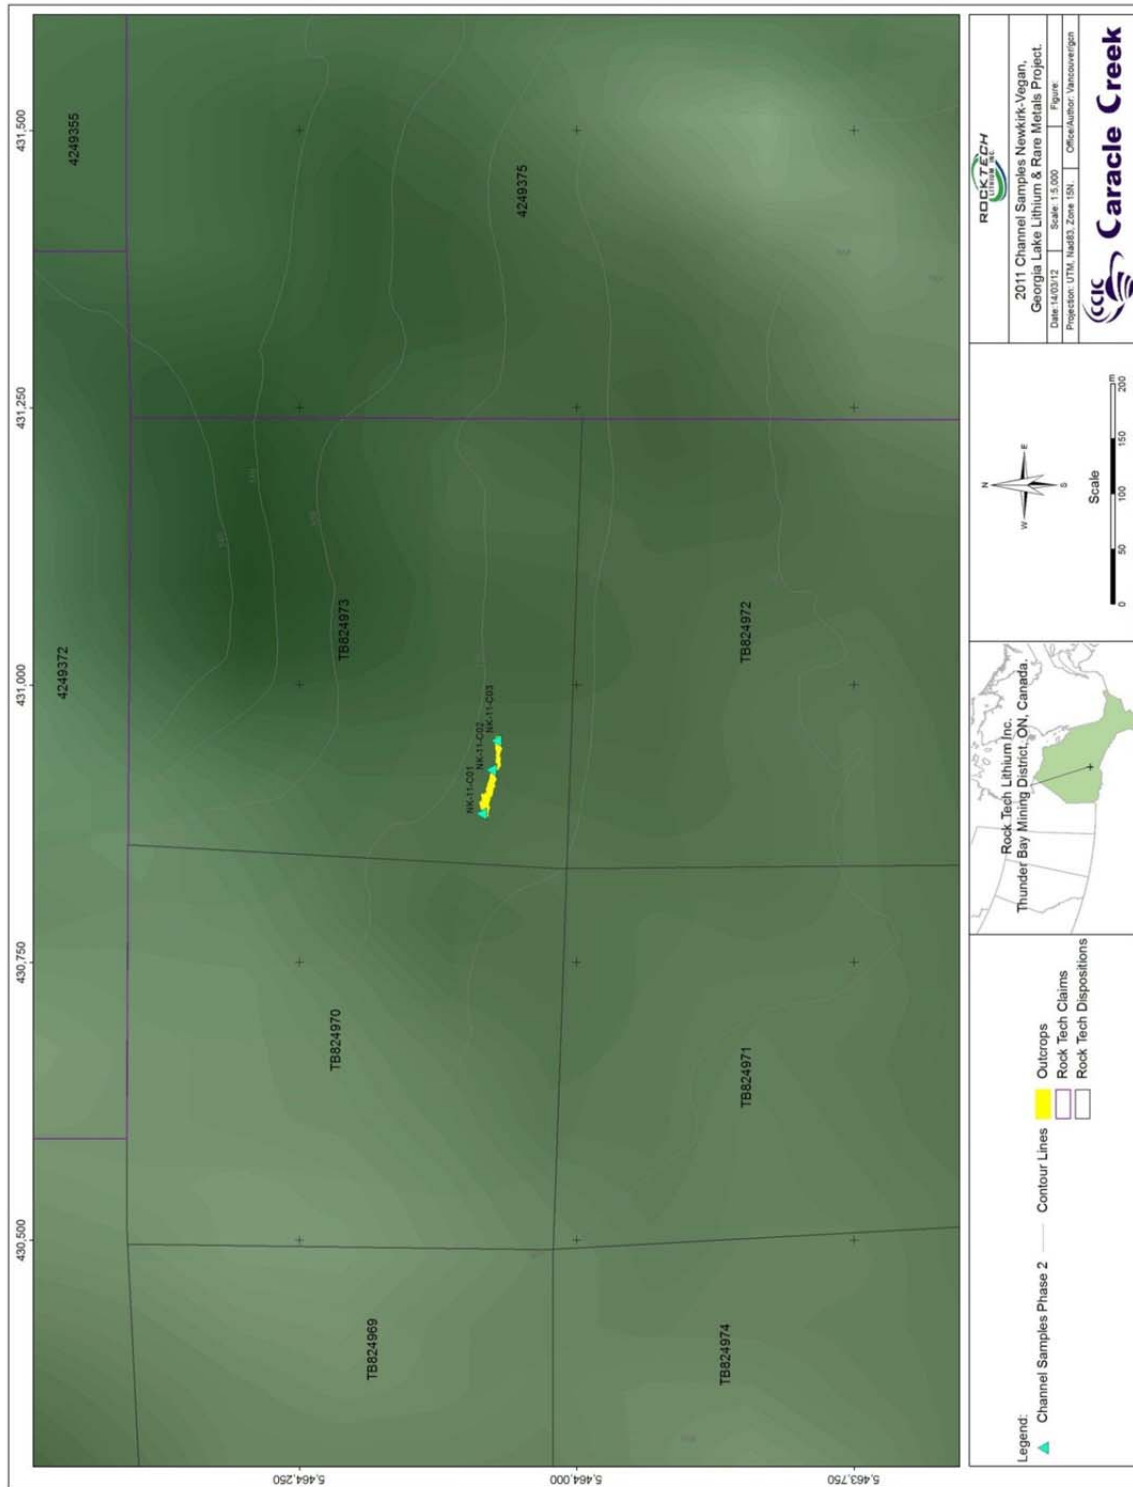 430,500
430,750
431,000
431,250
431,500
5,464,250
5,464,000
5,463,750
4249372
4249355
TB824969
TB824970
TB824973
4249375
NK-11-C01
NK-11-C02
NK-11-C03
TB824974
TB824971
TB824972
Legend:
Channel Samples Phase 2
Contour Lines
Outcrops
Rock Tech Claims
Rock Tech Dispositions
Rock Tech Lithium Inc.
Thunder Bay Mining District, ON, Canada.
N
W
E
S
Scale
0 50 100 150 200
m
ROCKTECH
LITHIUM INC.
2011 Channel Samples Newkirk-Vegan,
Georgia Lake Lithium & Rare Metals Project.
Date:14/03/12 Scale: 1:5,000 Figure:
Projection: UTM, Nad83, Zone 15N. Office/Author: Vancouver/gcn
CCIC
Caracle Creek